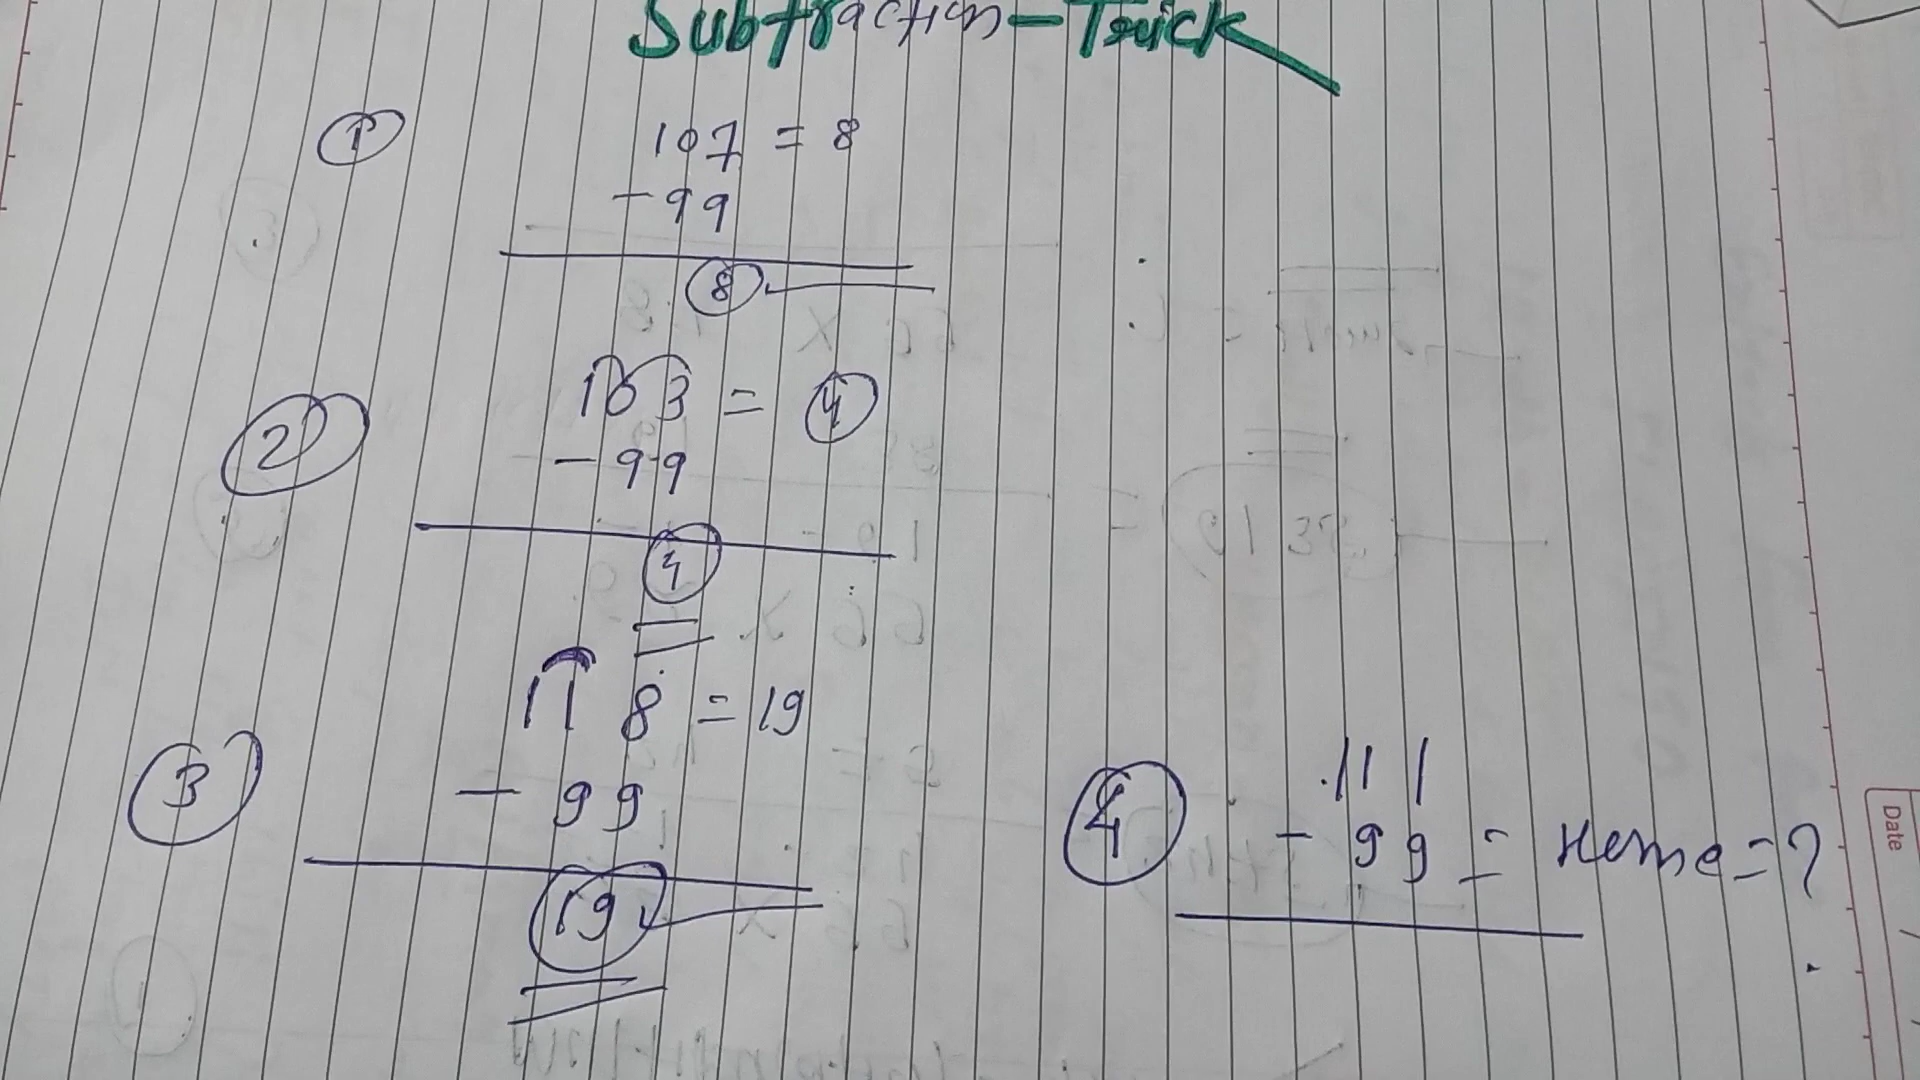 Subtraction-Trick
① 107 = 8
- 99
8
② 103 = 4
- 99
4
③ 118 = 19
- 99
19
④ 111
- 99 = Heme = ?
Date